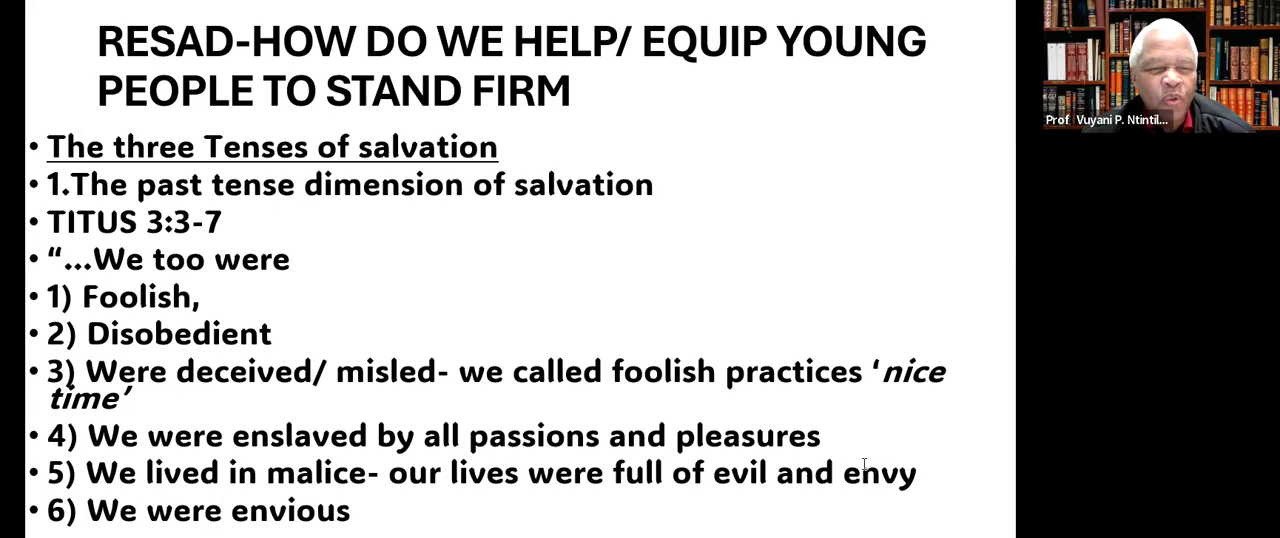 RESAD-HOW DO WE HELP/ EQUIP YOUNG
PEOPLE TO STAND FIRM
• The three Tenses of salvation
• 1.The past tense dimension of salvation
• TITUS 3:3-7
• “...We too were
• 1) Foolish,
• 2) Disobedient
• 3) Were deceived/ misled- we called foolish practices ‘nice
time’
• 4) We were enslaved by all passions and pleasures
• 5) We lived in malice- our lives were full of evil and envy
• 6) We were envious
Prof Vuyani P. Ntintil...